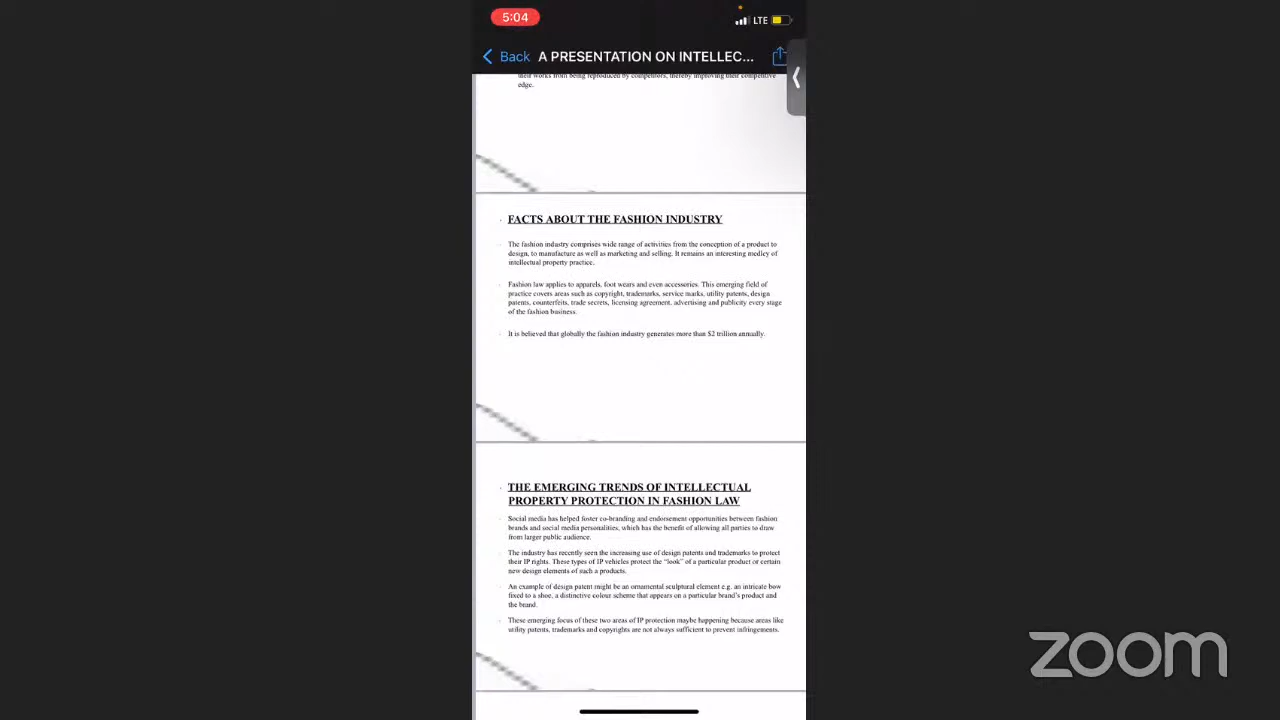 5:04
LTE
Back A PRESENTATION ON INTELLEC...
their works from being reproduced by competitors, thereby improving their competitive
edge.
FACTS ABOUT THE FASHION INDUSTRY
The fashion industry comprises wide range of activities from the conception of a product to
design, to manufacture as well as marketing and selling. It remains an interesting medley of
intellectual property practice.
Fashion law applies to apparels, foot wears and even accessories. This emerging field of
practice covers areas such as copyright, trademarks, service marks, utility patents, design
patents, counterfeits, trade secrets, licensing agreement, advertising and publicity every stage
of the fashion business.
It is believed that globally the fashion industry generates more than $2 trillion annually.
THE EMERGING TRENDS OF INTELLECTUAL
PROPERTY PROTECTION IN FASHION LAW
Social media has helped foster co-branding and endorsement opportunities between fashion
brands and social media personalities, which has the benefit of allowing all parties to draw
from larger public audience.
The industry has recently seen the increasing use of design patents and trademarks to protect
their IP rights. These types of IP vehicles protect the “look” of a particular product or certain
new design elements of such a products.
An example of design patent might be an ornamental sculptural element e.g. an intricate bow
fixed to a shoe, a distinctive colour scheme that appears on a particular brand's product and
the brand.
These emerging focus of these two areas of IP protection maybe happening because areas like
utility patents, trademarks and copyrights are not always sufficient to prevent infringements.
zoom